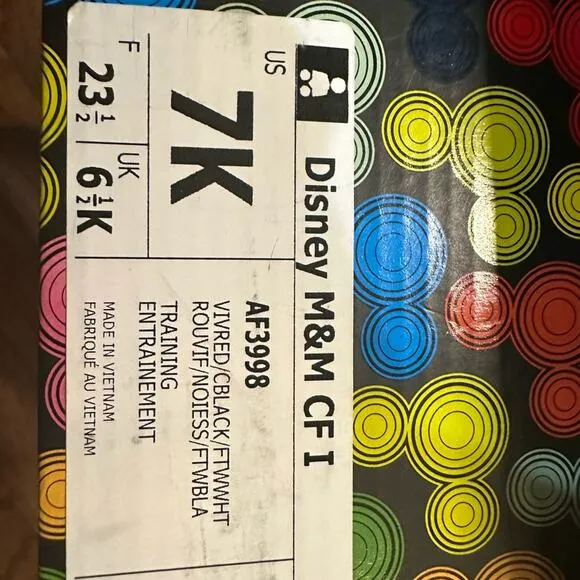 Disney M&M CF I
US
7K
F
23½
UK
6½K
AF3998
VIVRED/CBLACK/FTWWHT
ROUVIF/NOIESS/FTWBLA
TRAINING
ENTRAINEMENT
MADE IN VIETNAM
FABRIQUÉ AU VIETNAM